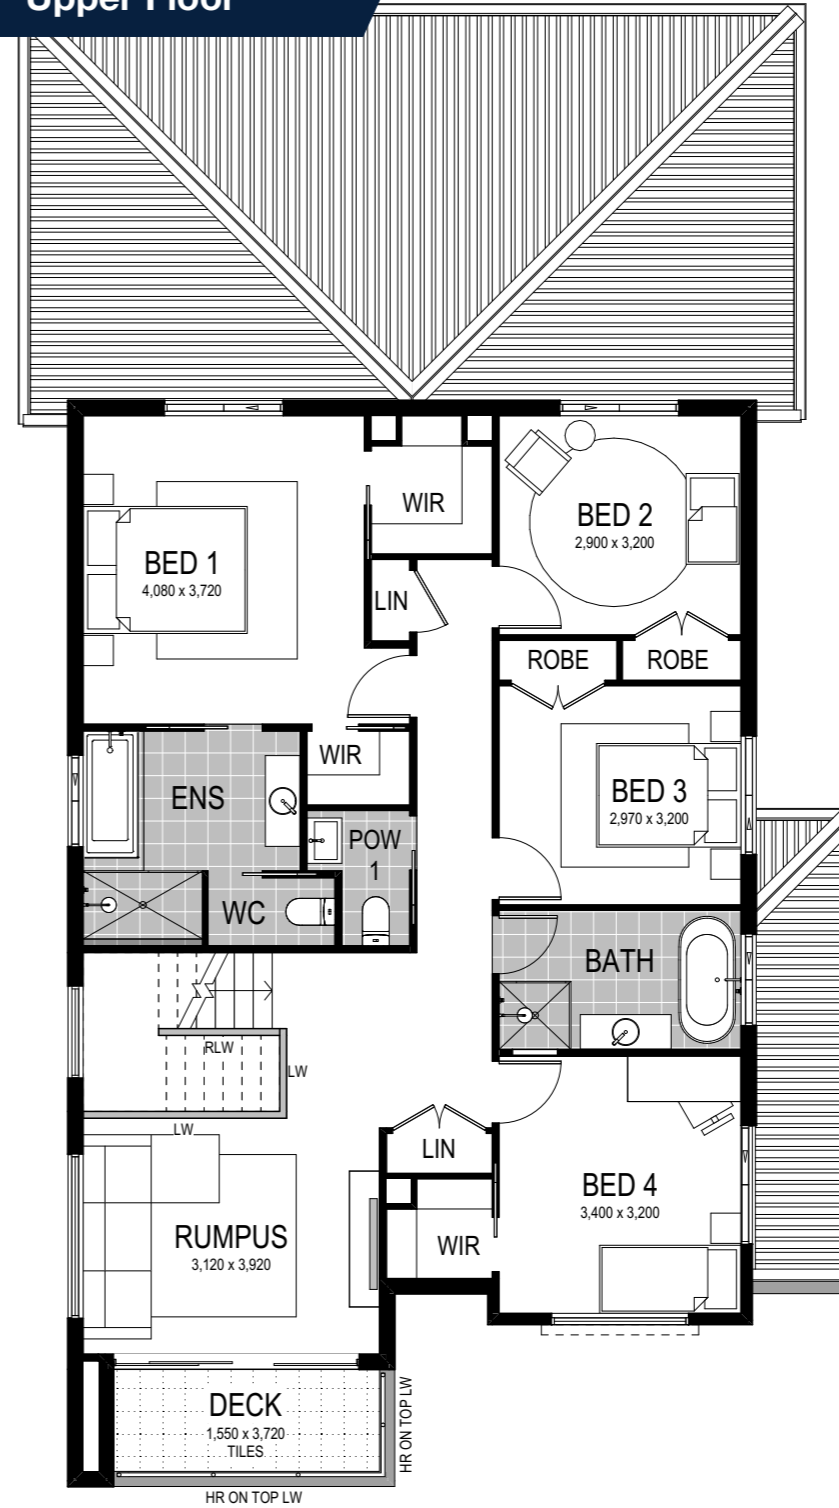 Upper Floor
WIR
BED 2
2,900 x 3,200
BED 1
4,080 x 3,720
LIN
ROBE
ROBE
WIR
ENS
BED 3
2,970 x 3,200
POW
1
WC
BATH
RLW
LW
LW
LIN
BED 4
3,400 x 3,200
RUMPUS
3,120 x 3,920
WIR
DECK
1,550 x 3,720
TILES
HR ON TOP LW
HR ON TOP LW